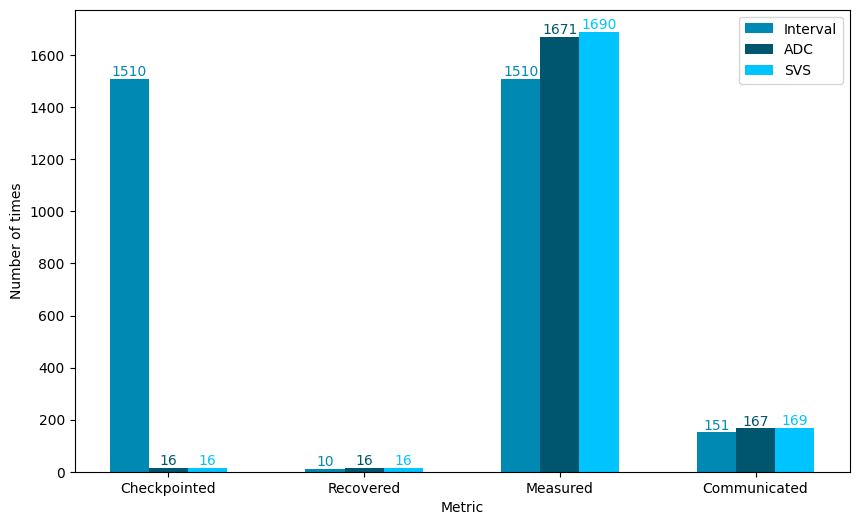 Number of times
1600
1400
1200
1000
800
600
400
200
0
1510
16
16
10
16
16
1510
1671
1690
151
167
169
Checkpointed
Recovered
Measured
Communicated
Metric
Interval
ADC
SVS